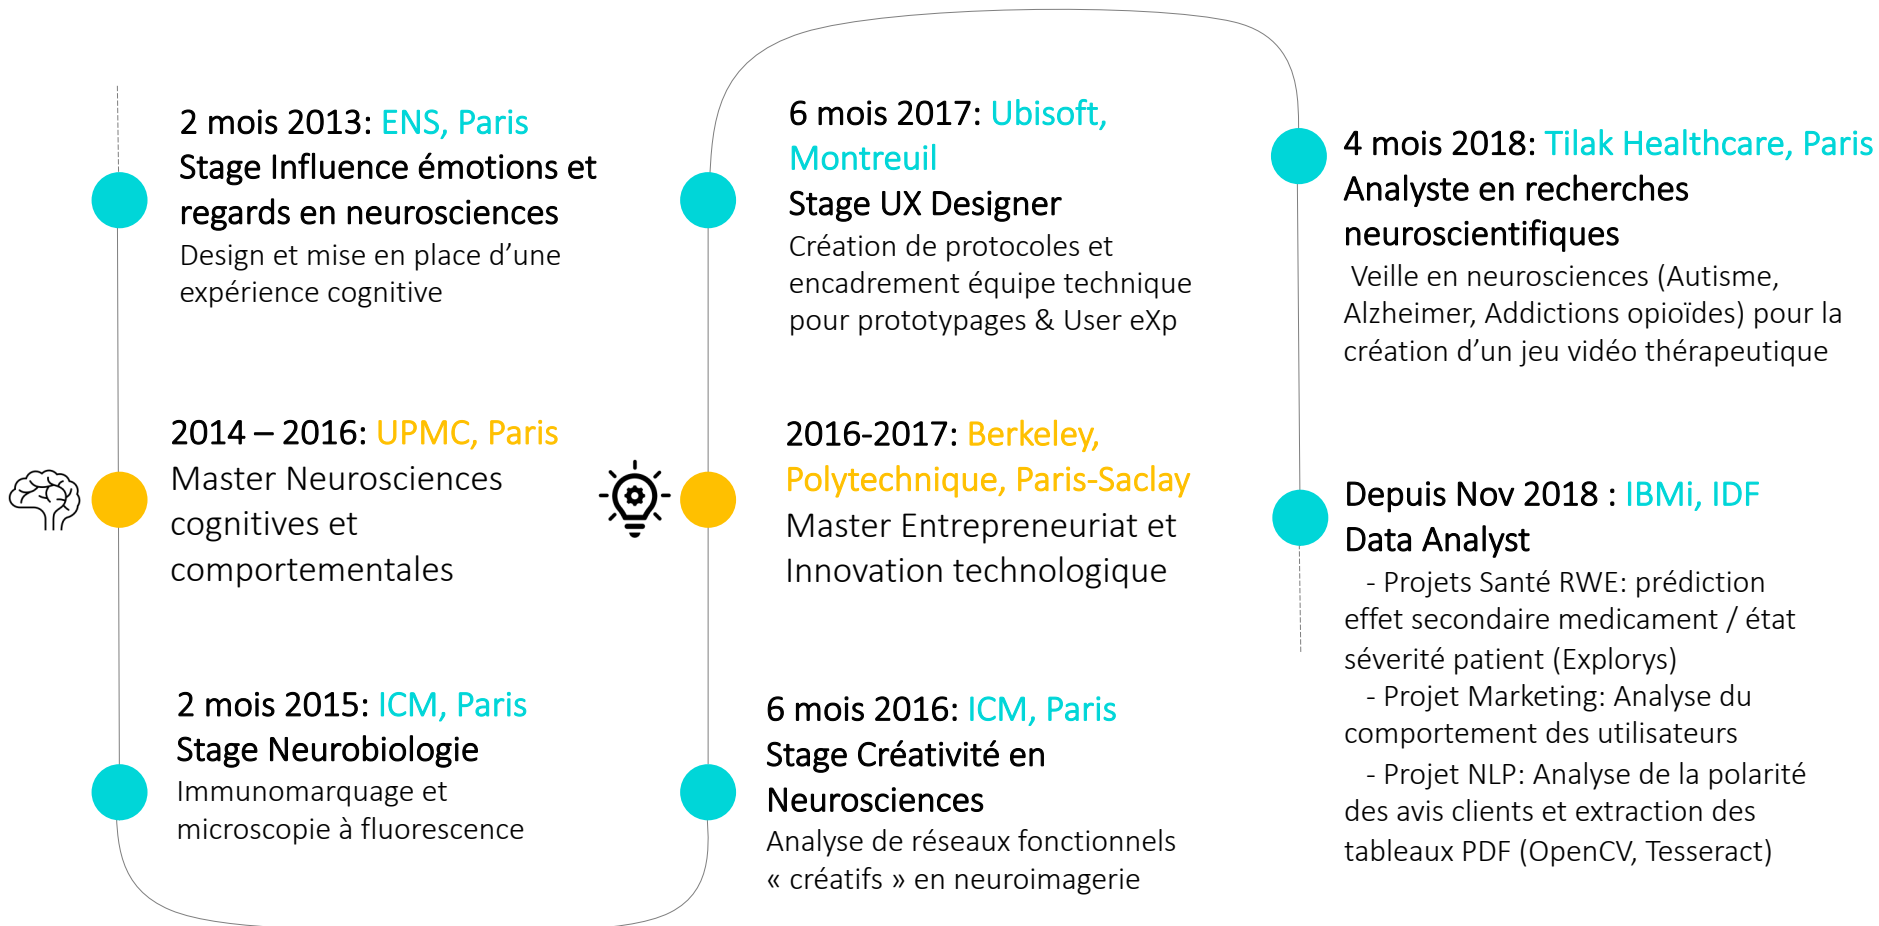 2 mois 2013: ENS, Paris
Stage Influence émotions et
regards en neurosciences
Design et mise en place d’une
expérience cognitive
2014 – 2016: UPMC, Paris
Master Neurosciences
cognitives et
comportementales
2 mois 2015: ICM, Paris
Stage Neurobiologie
Immunomarquage et
microscopie à fluorescence
6 mois 2016: ICM, Paris
Stage Créativité en
Neurosciences
Analyse de réseaux fonctionnels
« créatifs » en neuroimagerie
2016-2017: Berkeley,
Polytechnique, Paris-Saclay
Master Entrepreneuriat et
Innovation technologique
6 mois 2017: Ubisoft,
Montreuil
Stage UX Designer
Création de protocoles et
encadrement équipe technique
pour prototypages & User eXp
4 mois 2018: Tilak Healthcare, Paris
Analyste en recherches
neuroscientifiques
Veille en neurosciences (Autisme,
Alzheimer, Addictions opioïdes) pour la
création d’un jeu vidéo thérapeutique
Depuis Nov 2018 : IBMi, IDF
Data Analyst
- Projets Santé RWE: prédiction
effet secondaire medicament / état
séverité patient (Explorys)
- Projet Marketing: Analyse du
comportement des utilisateurs
- Projet NLP: Analyse de la polarité
des avis clients et extraction des
tableaux PDF (OpenCV, Tesseract)